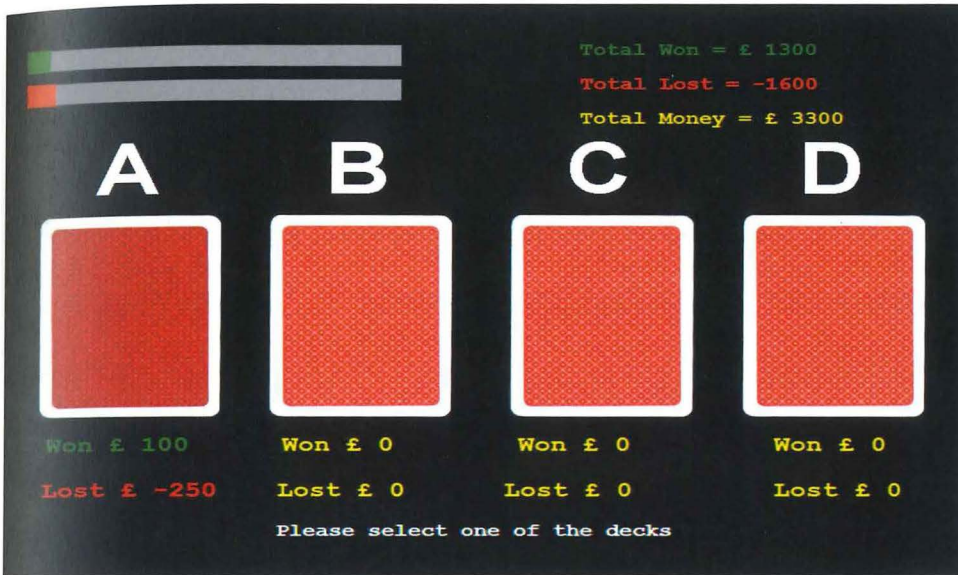 Total Won = £ 1300
Total Lost = -1600
Total Money = £ 3300
A B C D
Won £ 100 Won £ 0 Won £ 0 Won £ 0
Lost £ -250 Lost £ 0 Lost £ 0 Lost £ 0
Please select one of the decks